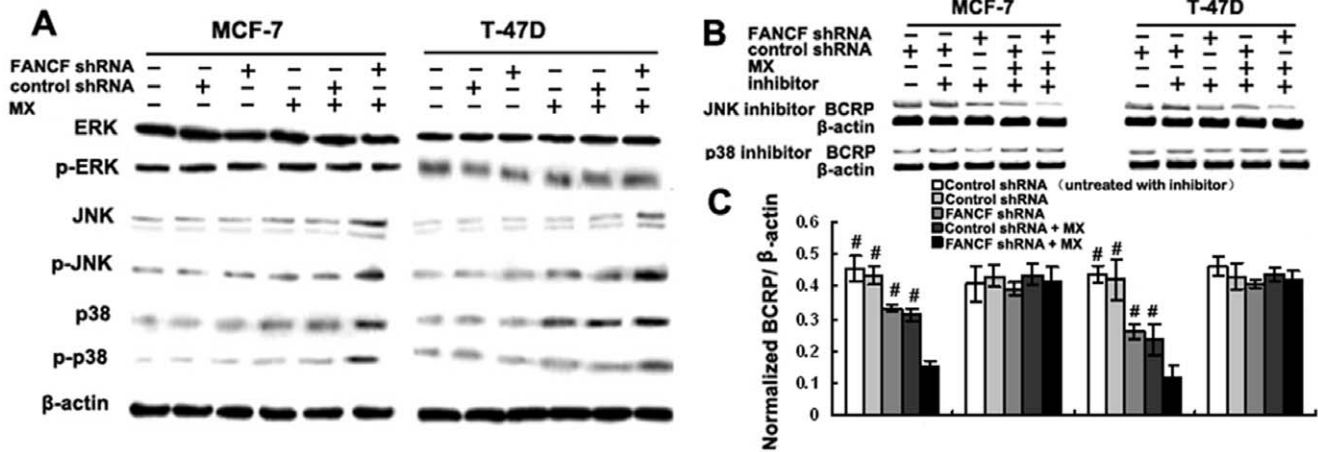 A
MCF-7
T-47D
FANCF shRNA - - + - - + - - + - - +
control shRNA - + - - + - - + - - + -
MX - - - + + + - - - + + +
ERK
p-ERK
JNK
p-JNK
p38
p-p38
β-actin
B
MCF-7
T-47D
FANCF shRNA - - + - + - - + - +
control shRNA + + - + - + + - + -
MX - - - + + - - - + +
inhibitor - + + + + - + + + +
JNK inhibitor BCRP
β-actin
p38 inhibitor BCRP
β-actin
C
Control shRNA (untreated with inhibitor)
Control shRNA
FANCF shRNA
Control shRNA + MX
FANCF shRNA + MX
Normalized BCRP/ β-actin
0.6
0.5
0.4
0.3
0.2
0.1
0
# # # # # # # #